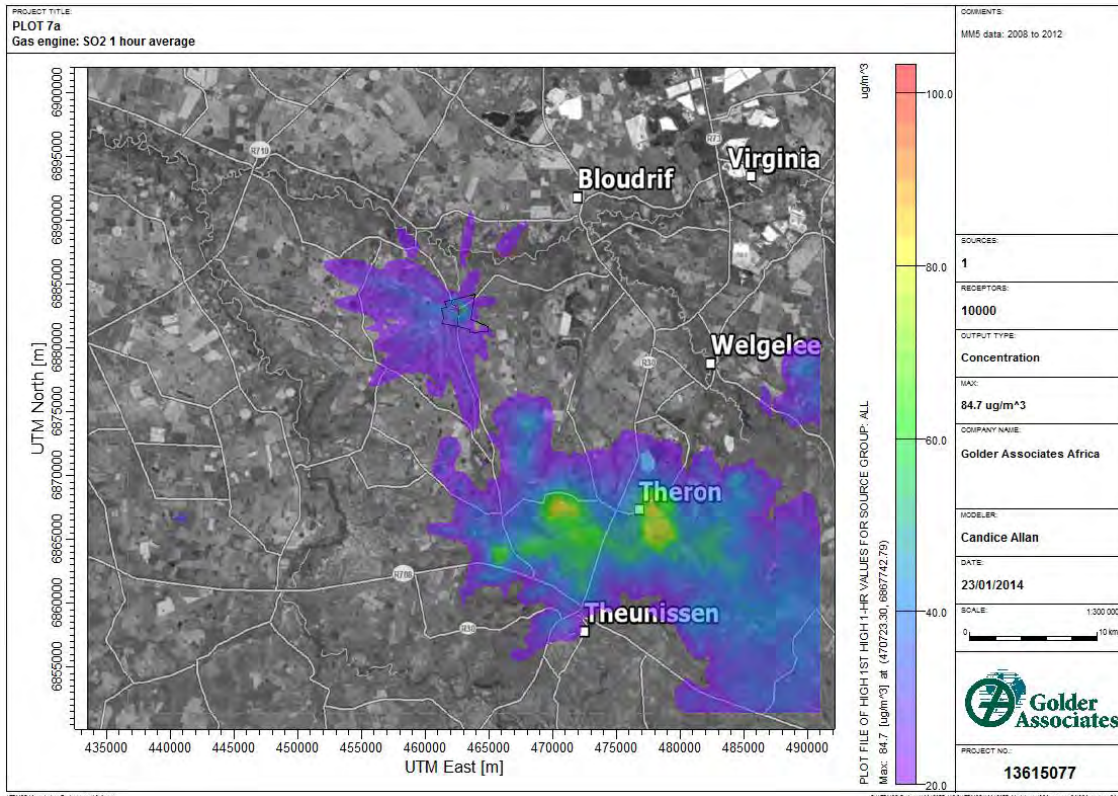 PROJECT TITLE:
PLOT 7a
Gas engine: SO2 1 hour average
COMMENTS:
MM5 data: 2008 to 2012
SOURCES:
1
RECEPTORS:
10000
OUTPUT TYPE:
Concentration
MAX:
84.7 ug/m^3
COMPANY NAME:
Golder Associates Africa
MODELER:
Candice Allan
DATE:
23/01/2014
SCALE:
1:300 000
0
10 km
Golder
Associates
PROJECT NO.:
13615077
UTM North [m]
6900000
6895000
6890000
6885000
6880000
6875000
6870000
6865000
6860000
6855000
R710
R73
Virginia
Bloudrif
Welgelee
R30
Theron
R708
Theunissen
R30
435000
440000
445000
450000
455000
460000
465000
470000
475000
480000
485000
490000
UTM East [m]
ug/m^3
PLOT FILE OF HIGH 1ST HIGH 1-HR VALUES FOR SOURCE GROUP: ALL
Max: 84.7 [ug/m^3] at (470723.30, 6867742.79)
100.0
80.0
60.0
40.0
20.0